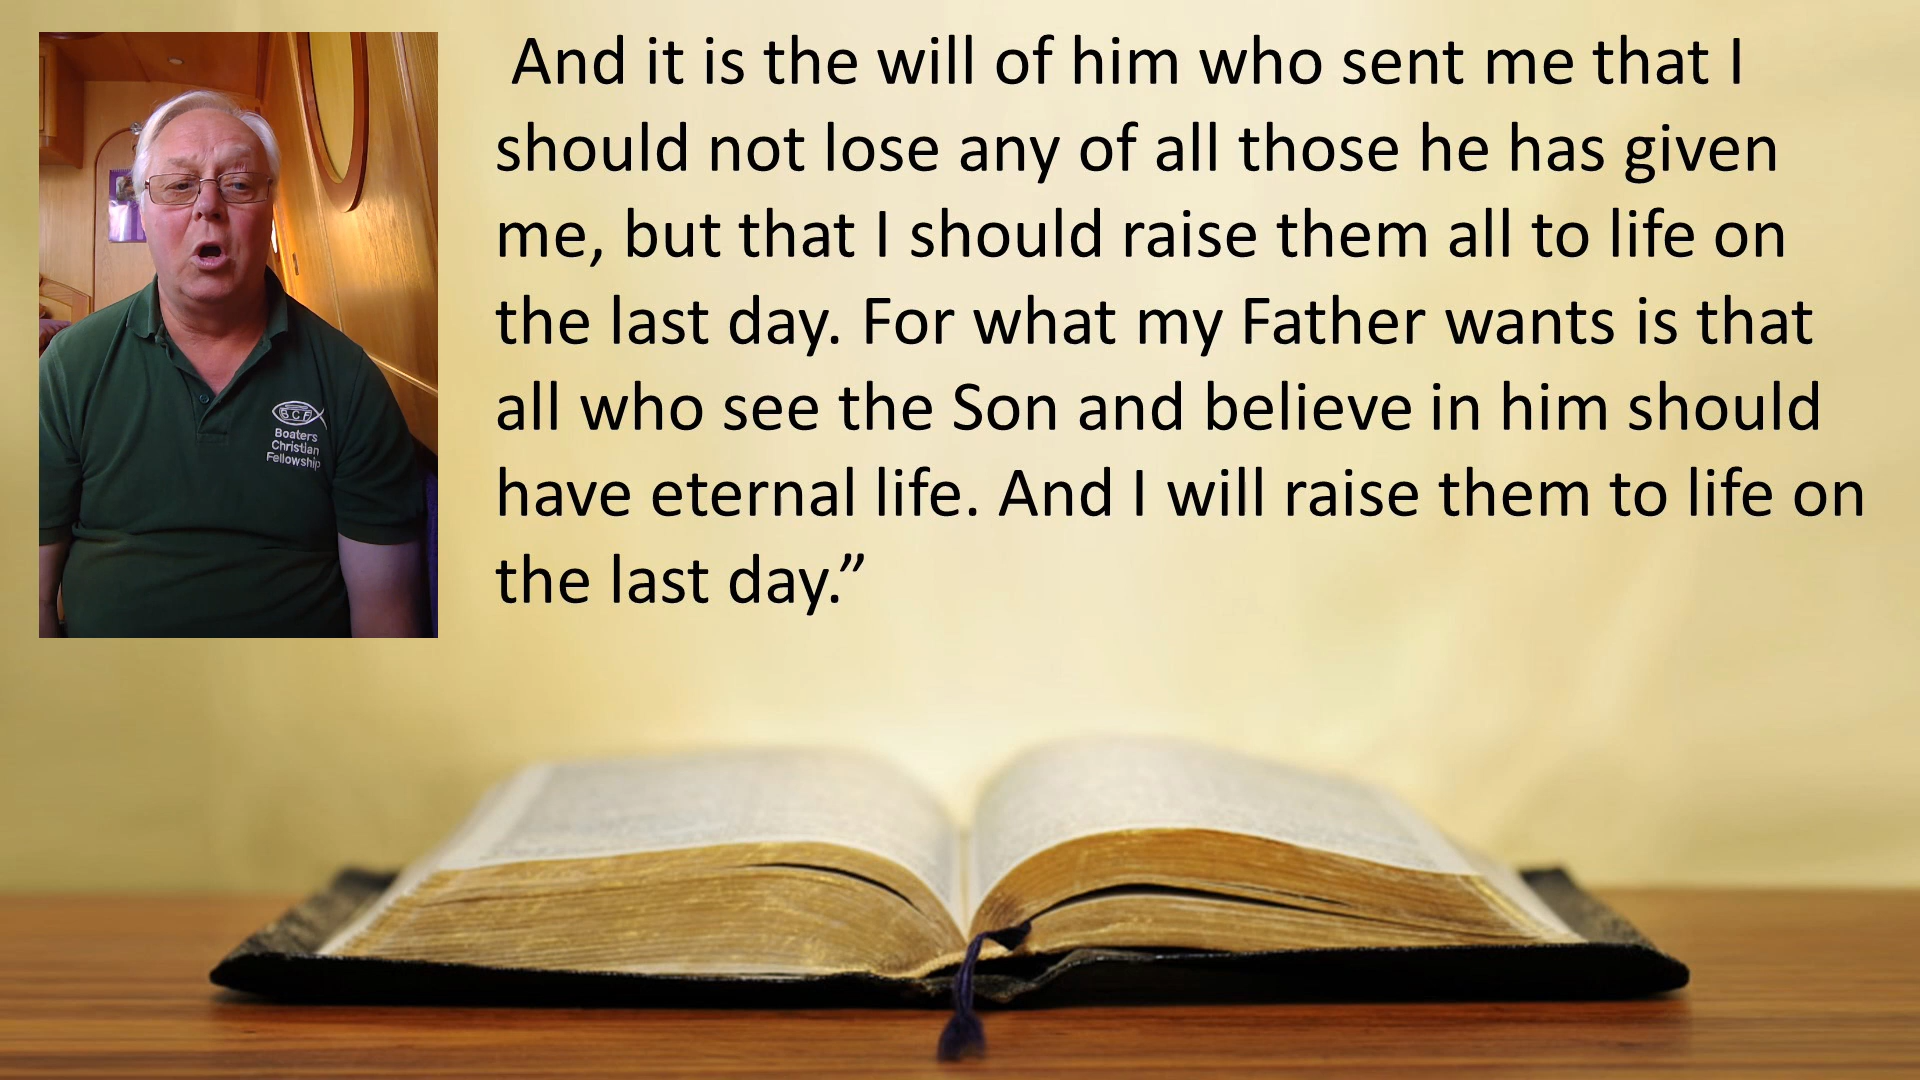 And it is the will of him who sent me that I
should not lose any of all those he has given
me, but that I should raise them all to life on
the last day. For what my Father wants is that
all who see the Son and believe in him should
have eternal life. And I will raise them to life on
the last day.”
BCF
Boaters
Christian
Fellowship